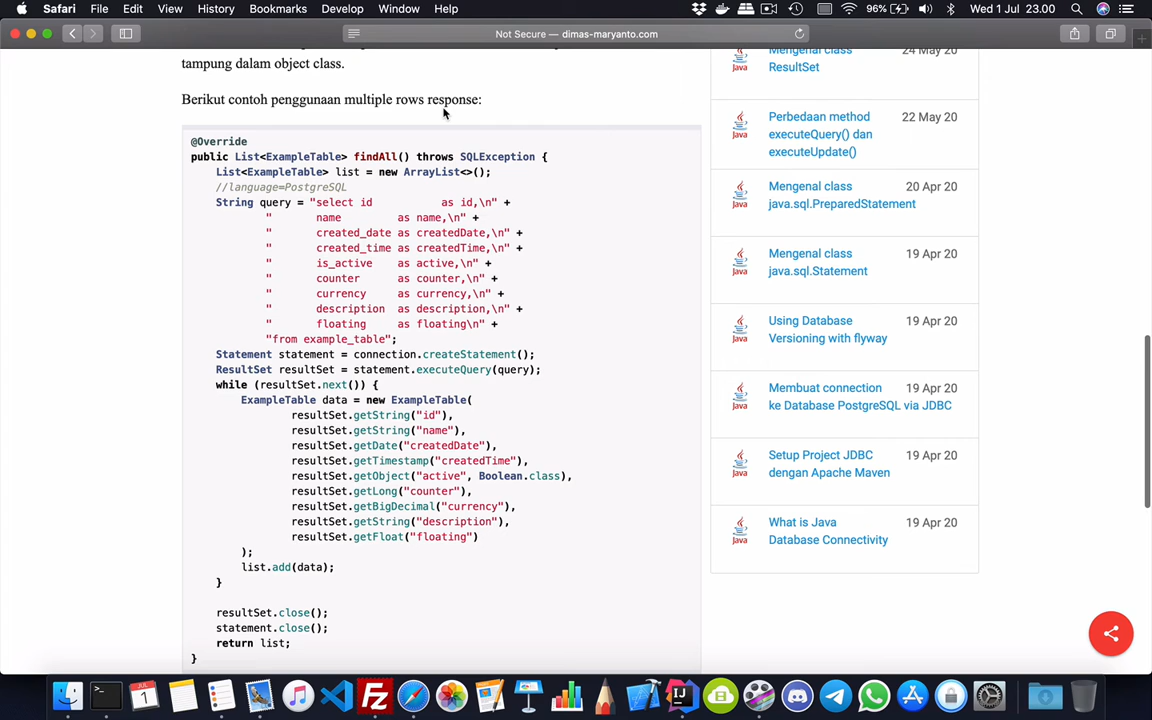 Safari File Edit View History Bookmarks Develop Window Help 96% Wed 1 Jul 23.00
Not Secure — dimas-maryanto.com
tampung dalam object class.
Berikut contoh penggunaan multiple rows response:
@Override
public List<ExampleTable> findAll() throws SQLException {
List<ExampleTable> list = new ArrayList<>();
//language=PostgreSQL
String query = "select id as id,\n" +
" name as name,\n" +
" created_date as createdDate,\n" +
" created_time as createdTime,\n" +
" is_active as active,\n" +
" counter as counter,\n" +
" currency as currency,\n" +
" description as description,\n" +
" floating as floating\n" +
"from example_table";
Statement statement = connection.createStatement();
ResultSet resultSet = statement.executeQuery(query);
while (resultSet.next()) {
ExampleTable data = new ExampleTable(
resultSet.getString("id"),
resultSet.getString("name"),
resultSet.getDate("createdDate"),
resultSet.getTimestamp("createdTime"),
resultSet.getObject("active", Boolean.class),
resultSet.getLong("counter"),
resultSet.getBigDecimal("currency"),
resultSet.getString("description"),
resultSet.getFloat("floating")
);
list.add(data);
}
resultSet.close();
statement.close();
return list;
}
Mengenal class 24 May 20
ResultSet
Java
Perbedaan method 22 May 20
executeQuery() dan
executeUpdate()
Java
Mengenal class 20 Apr 20
java.sql.PreparedStatement
Java
Mengenal class 19 Apr 20
java.sql.Statement
Java
Using Database 19 Apr 20
Versioning with flyway
Java
Membuat connection 19 Apr 20
ke Database PostgreSQL via JDBC
Java
Setup Project JDBC 19 Apr 20
dengan Apache Maven
Java
What is Java 19 Apr 20
Database Connectivity
Java